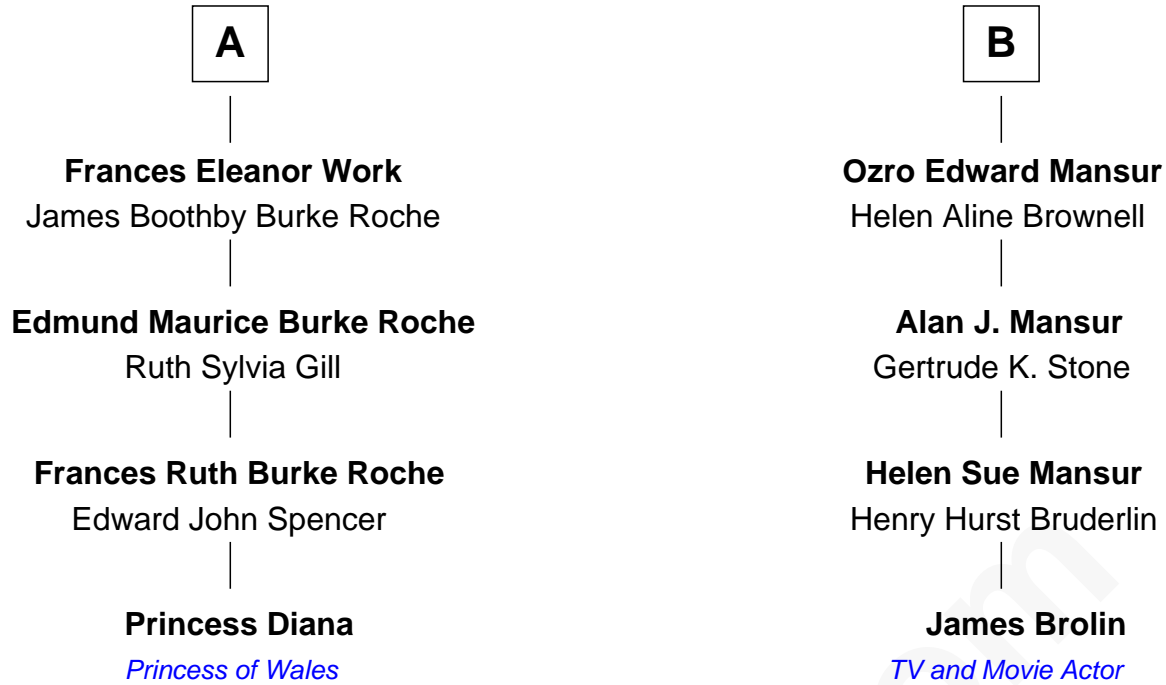 A
B
Frances Eleanor Work
James Boothby Burke Roche
Ozro Edward Mansur
Helen Aline Brownell
Edmund Maurice Burke Roche
Ruth Sylvia Gill
Alan J. Mansur
Gertrude K. Stone
Frances Ruth Burke Roche
Edward John Spencer
Helen Sue Mansur
Henry Hurst Bruderlin
Princess Diana
Princess of Wales
James Brolin
TV and Movie Actor